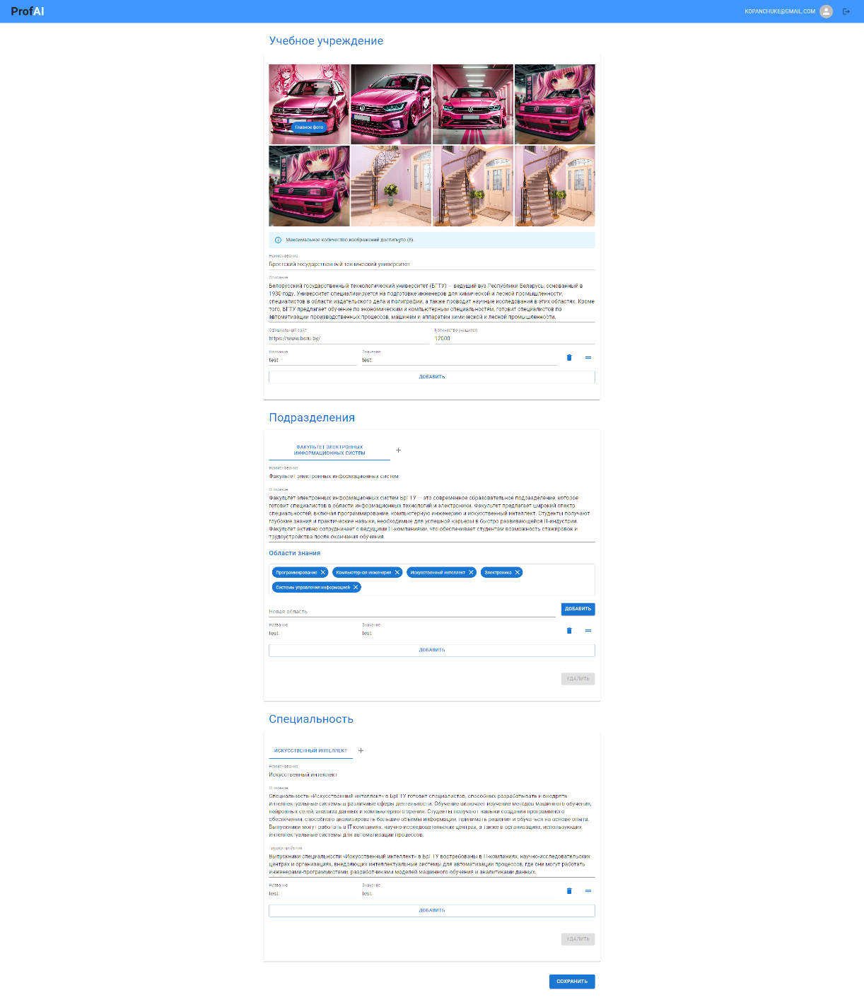 ProfAI
KOPANCHUKE@GMAIL.COM
Учебное учреждение
Главное фото
Максимальное количество изображений достигнуто (8).
Наименование
Брестский государственный технический университет
Описание
Белорусский государственный технологический университет (БГТУ) — ведущий вуз Республики Беларусь, основанный в
1930 году. Университет специализируется на подготовке инженеров для химической и лесной промышленности,
специалистов в области издательского дела и полиграфии, а также проводит научные исследования в этих областях. Кроме
того, БГТУ предлагает обучение по экономическим и компьютерным специальностям, готовит специалистов по
автоматизации производственных процессов, машинам и аппаратам химической и лесной промышленности.
Официальный сайт
Количество учащихся
https://www.bstu.by/
12000
Название
Значение
test
test
ДОБАВИТЬ
Подразделения
ФАКУЛЬТЕТ ЭЛЕКТРОННЫХ
ИНФОРМАЦИОННЫХ СИСТЕМ
Наименование
Факультет электронных информационных систем
Описание
Факультет электронных информационных систем БрГТУ — это современное образовательное подразделение, которое
готовит специалистов в области информационных технологий и электроники. Факультет предлагает широкий спектр
специальностей, включая программирование, компьютерную инженерию и искусственный интеллект. Студенты получают
глубокие знания и практические навыки, необходимые для успешной карьеры в быстро развивающейся IT-индустрии.
Факультет активно сотрудничает с ведущими IT-компаниями, что обеспечивает студентам возможность стажировок и
трудоустройства после окончания обучения.
Области знания
Программирование
Компьютерная инженерия
Искусственный интеллект
Электроника
Системы управления информацией
Новая область
ДОБАВИТЬ
Название
Значение
test
test
ДОБАВИТЬ
УДАЛИТЬ
Специальность
ИСКУССТВЕННЫЙ ИНТЕЛЛЕКТ
Наименование
Искусственный интеллект
Описание
Специальность «Искусственный интеллект» в БрГТУ готовит специалистов, способных разрабатывать и внедрять
интеллектуальные системы в различные сферы деятельности. Обучение включает изучение методов машинного обучения,
нейронных сетей, анализа данных и компьютерного зрения. Студенты получают навыки создания программного
обеспечения, способного анализировать большие объемы информации, принимать решения и обучаться на основе опыта.
Выпускники могут работать в IT-компаниях, научно-исследовательских центрах, а также в организациях, использующих
интеллектуальные системы для автоматизации процессов.
Трудоустройство
Выпускники специальности «Искусственный интеллект» в БрГТУ востребованы в IT-компаниях, научно-исследовательских
центрах и организациях, внедряющих интеллектуальные системы для автоматизации процессов, где они могут работать
инженерами-программистами, разработчиками моделей машинного обучения и аналитиками данных.
Название
Значение
test
test
ДОБАВИТЬ
УДАЛИТЬ
СОХРАНИТЬ